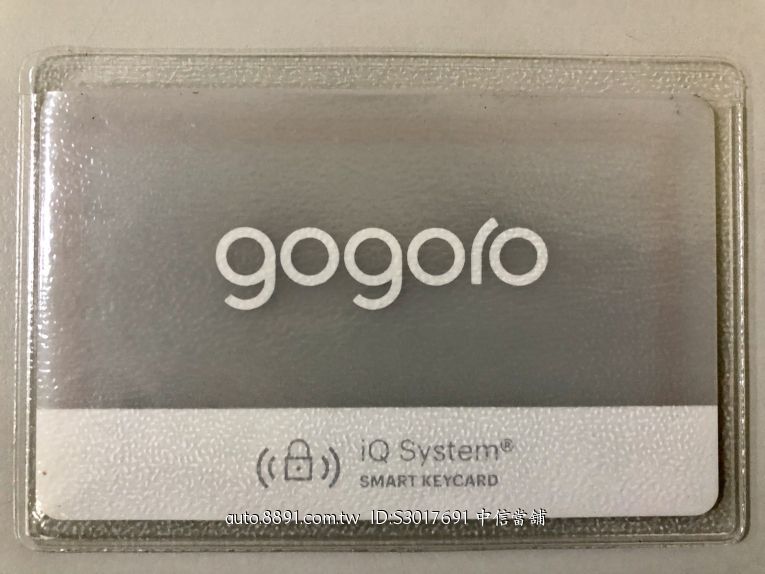 gogoro
iQ System®
SMART KEYCARD
auto.8891.com.tw ID:S3017691 中信當舖